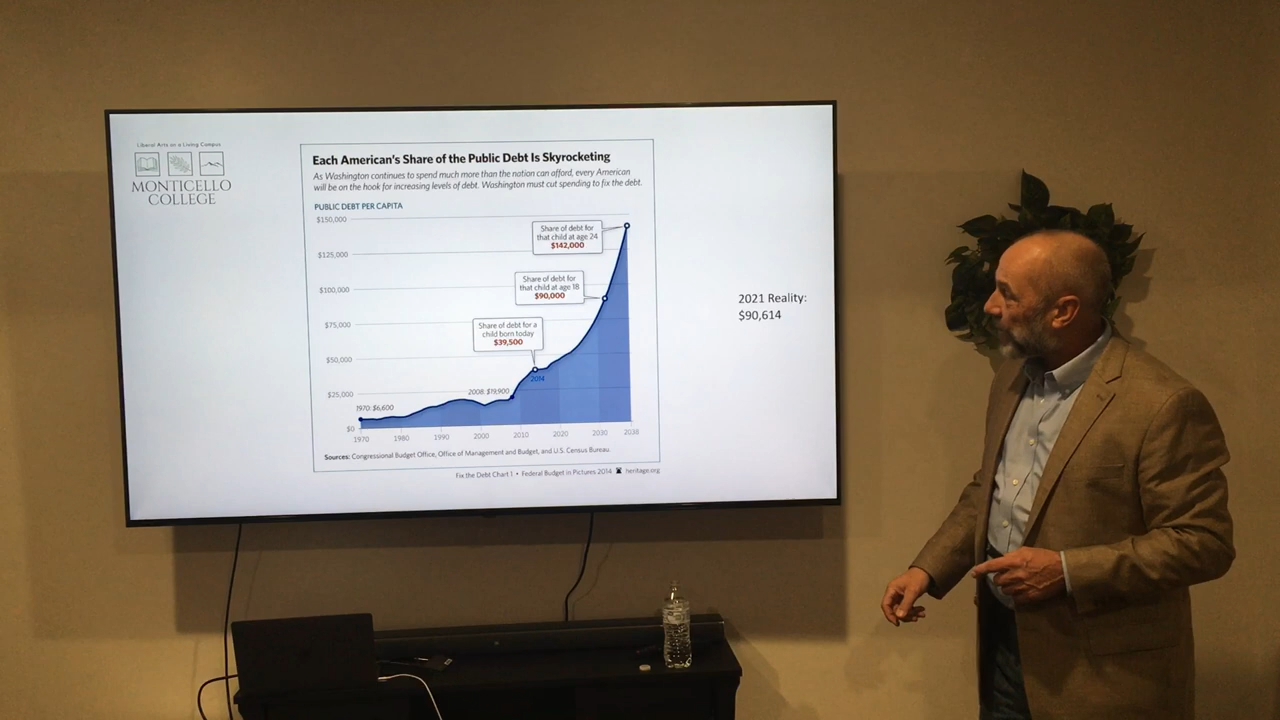 Liberal Arts on a Living Campus
MONTICELLO
COLLEGE
Each American's Share of the Public Debt Is Skyrocketing
As Washington continues to spend much more than the nation can afford, every American
will be on the hook for increasing levels of debt. Washington must cut spending to fix the debt.
PUBLIC DEBT PER CAPITA
$150,000
$125,000
$100,000
$75,000
$50,000
$25,000
$0
Share of debt for
that child at age 24
$142,000
Share of debt for
that child at age 18
$90,000
Share of debt for a
child born today
$39,500
2014
2008: $19,900
1970: $6,600
1970 1980 1990 2000 2010 2020 2030 2038
Sources: Congressional Budget Office, Office of Management and Budget, and U.S. Census Bureau.
Fix the Debt Chart 1 • Federal Budget in Pictures 2014 heritage.org
2021 Reality:
$90,614